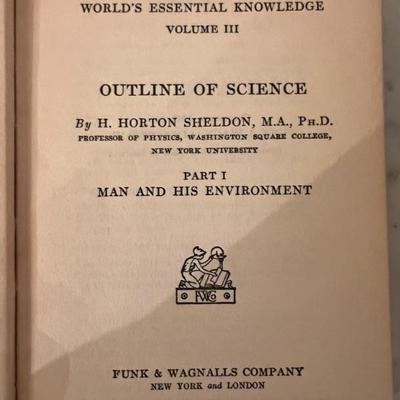 WORLD'S ESSENTIAL KNOWLEDGE
VOLUME III
OUTLINE OF SCIENCE
By H. HORTON SHELDON, M.A., PH.D.
PROFESSOR OF PHYSICS, WASHINGTON SQUARE COLLEGE,
NEW YORK UNIVERSITY
PART I
MAN AND HIS ENVIRONMENT
FUNK & WAGNALLS COMPANY
NEW YORK and LONDON